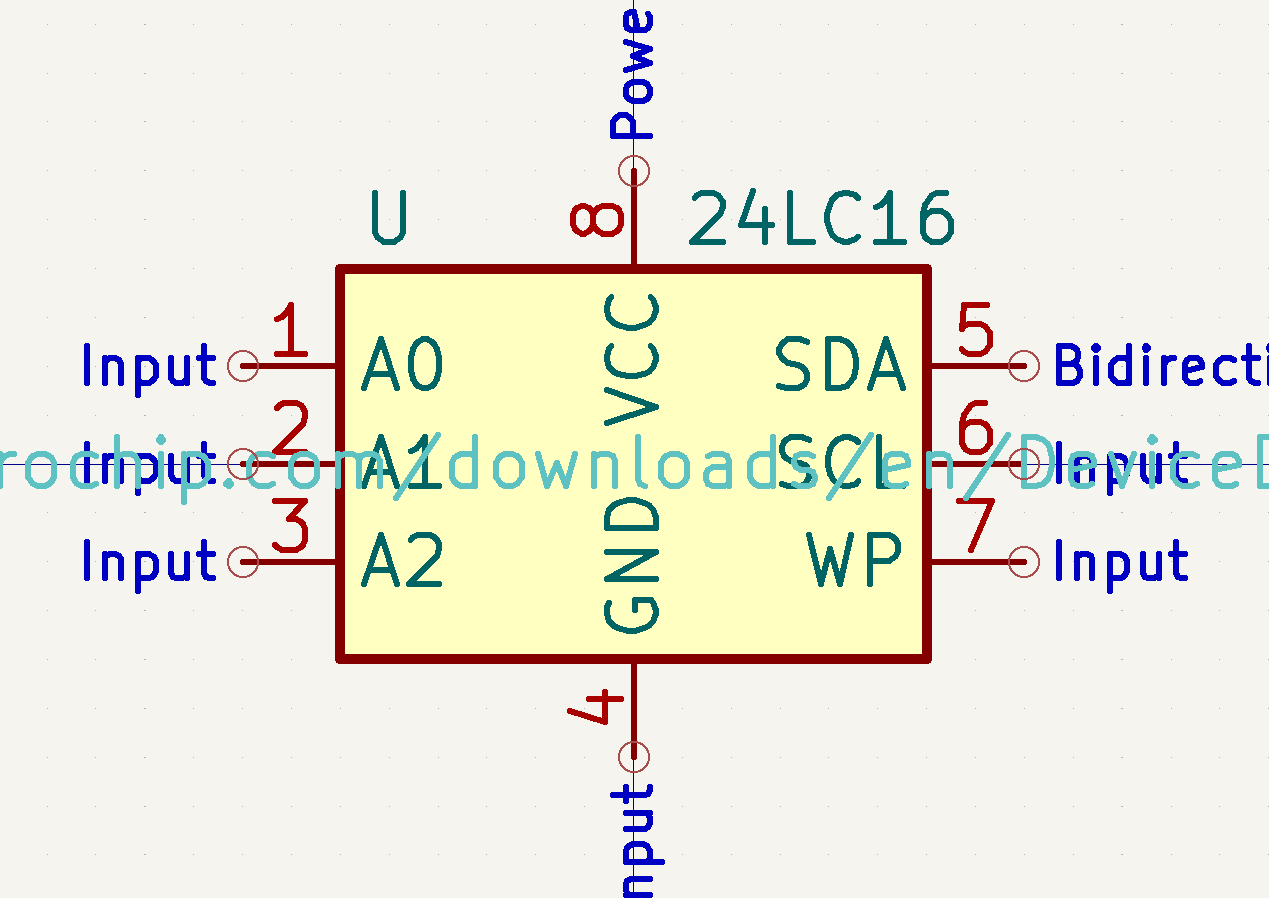 Powe
U
8
24LC16
Input
1
A0
VCC
SDA
5
Bidirecti
Input
2
A1
SCL
6
Input
rochip.com/downloads/en/DeviceD
Input
3
A2
GND
WP
7
Input
4
nput